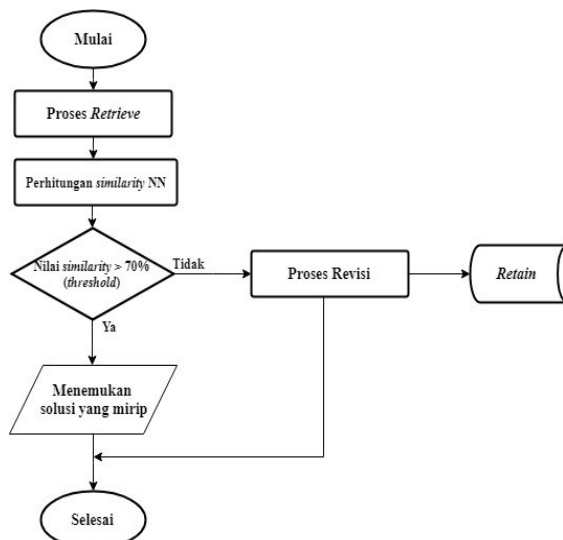 Mulai
Proses Retrieve
Perhitungan similarity NN
Nilai similarity > 70%
(threshold)
Tidak
Proses Revisi
Retain
Ya
Menemukan
solusi yang mirip
Selesai